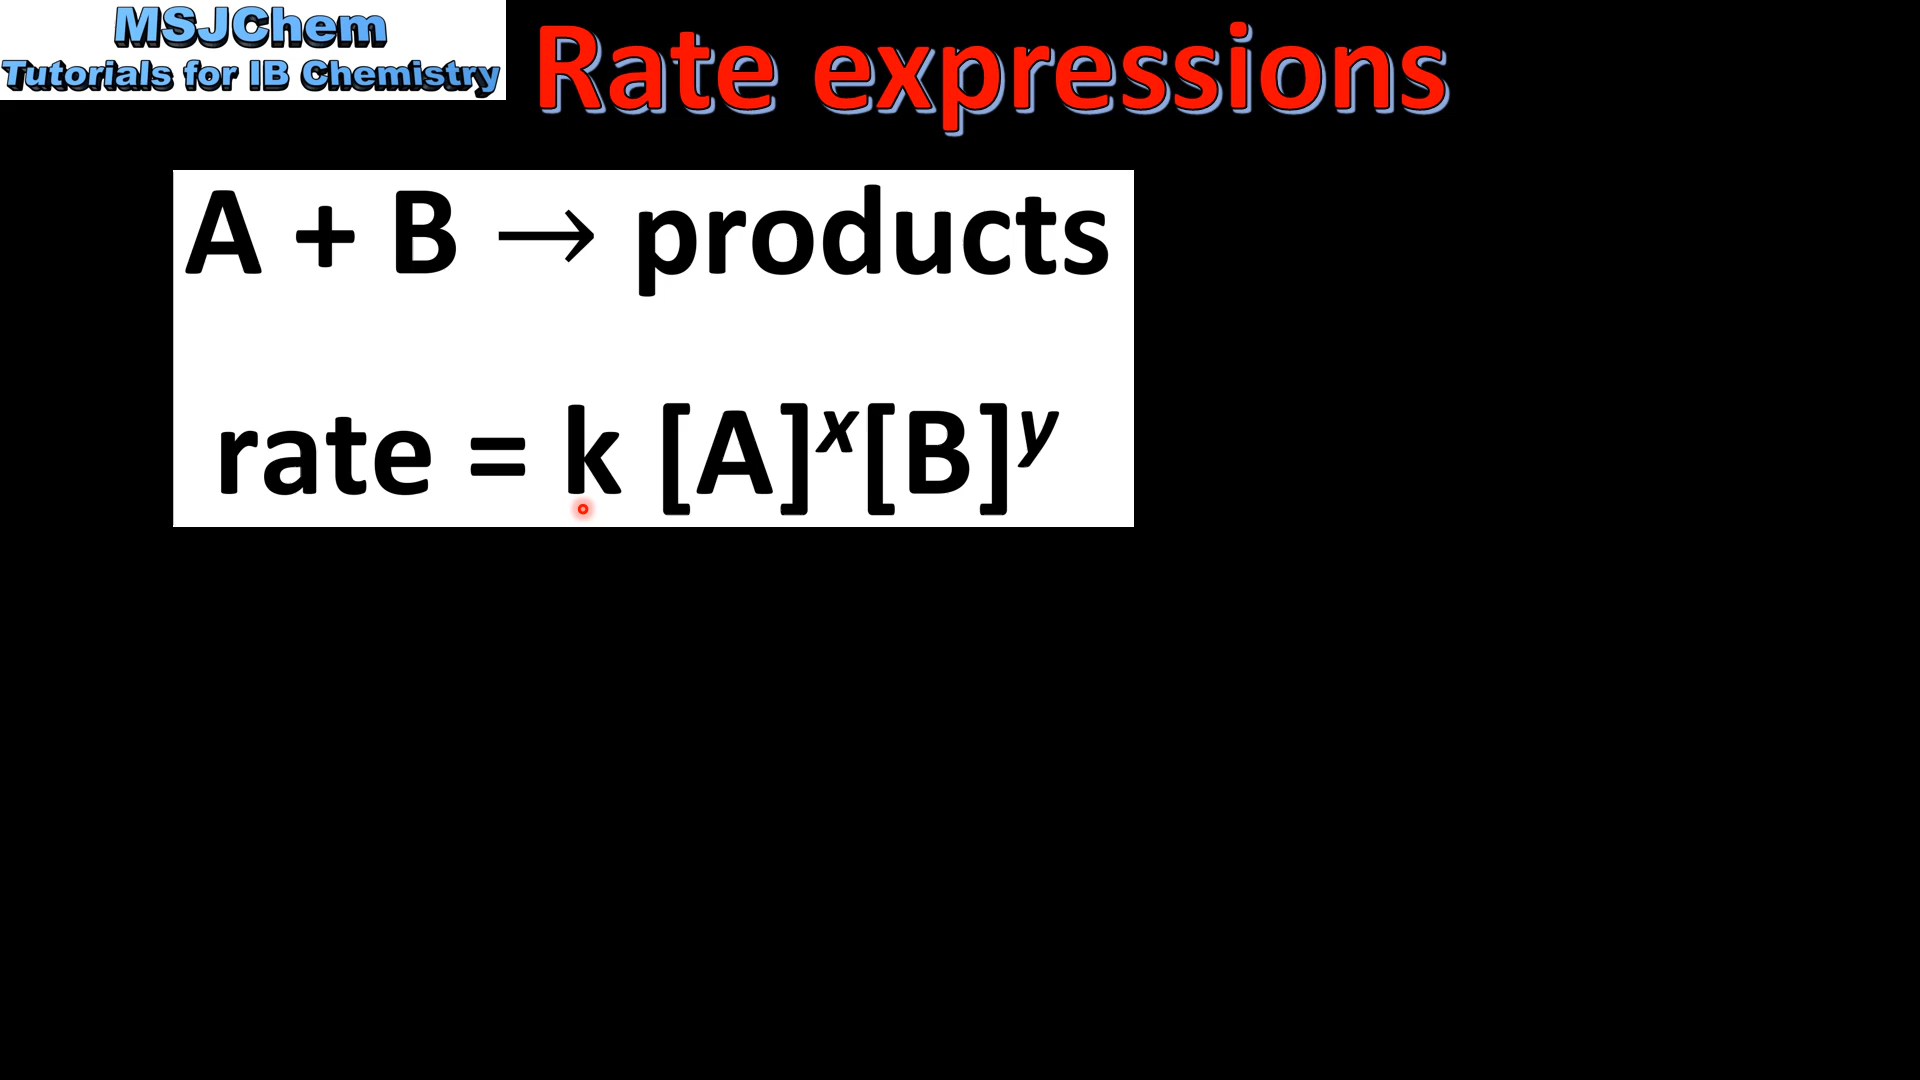 MSJChem
Tutorials for IB Chemistry
Rate expressions
A + B → products
rate = k [A]ˣ[B]ʸ